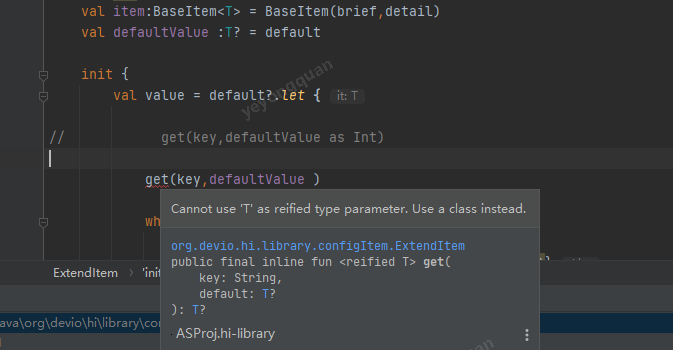 val item:BaseItem<T> = BaseItem(brief,detail)
val defaultValue :T? = default
init {
val value = default?.let { it: T
// get(key,defaultValue as Int)
get(key,defaultValue )
Cannot use 'T' as reified type parameter. Use a class instead.
wh
org.devio.hi.library.configItem.ExtendItem
public final inline fun <reified T> get(
key: String,
default: T?
): T?
ASProj.hi-library
ExtendItem
'ini
ava\org\devio\hi\library\co